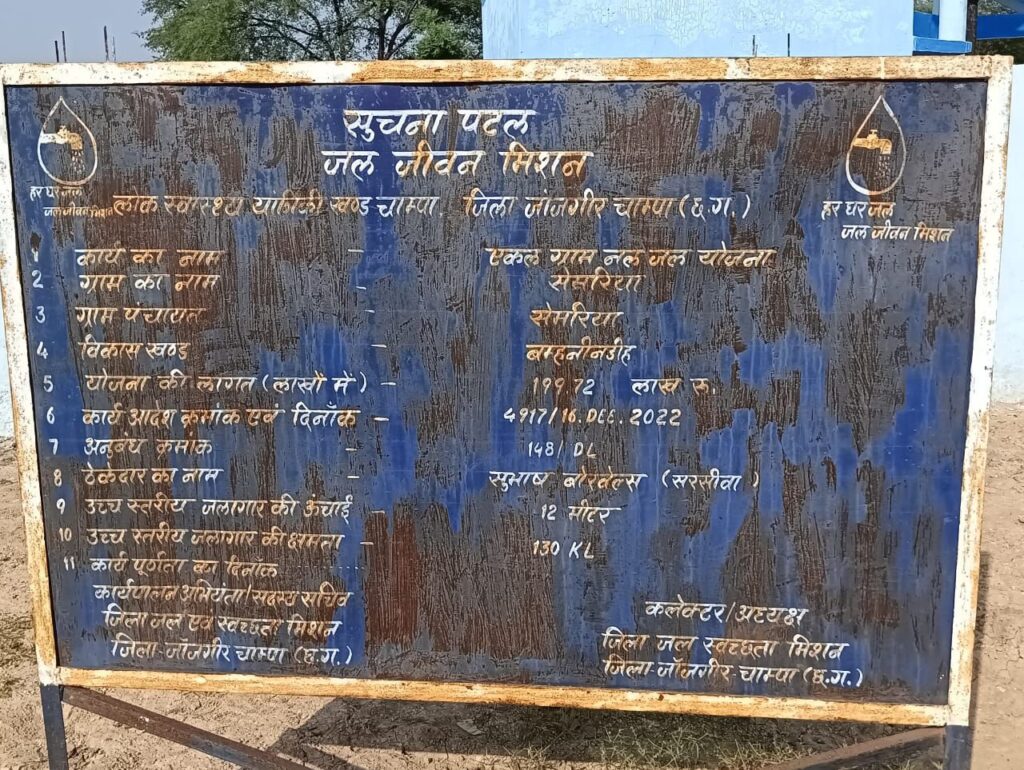 सुचना पटल
जल जीवन मिशन
हर घर जल
जल जीवन मिशन
लोक स्वास्थ्य यांत्रिकी खण्ड चाम्पा. जिला जांजगीर चाम्पा (छ.ग.)
हर घर जल
जल जीवन मिशन
1 कार्य का नाम - एकल ग्राम नल जल योजना
2 ग्राम का नाम - सेमरिया
3 ग्राम पंचायत - सेमरिया
4 विकास खण्ड - बम्हनीनडीह
5 योजना की लागत (लाखों में) - 199.72 लाख रु.
6 कार्य आदेश क्रमांक एवं दिनाँक - 4917/16.DEE.2022
7 अनुबंध क्रमांक - 148/DL
8 ठेकेदार का नाम - सुभाष बोरवेल्स (सरसीवा)
9 उच्च स्तरीय जलागार की ऊंचाई - 12 मीटर
10 उच्च स्तरीय जलागार की क्षमता - 130 KL
11 कार्य पूर्णता का दिनाँक
कार्यपालन अभियंता/सदस्य सचिव
जिला जल एवं स्वच्छता मिशन
जिला-जॉजगीर चाम्पा (छ.ग.)
कलेक्टर/अध्यक्ष
जिला जल स्वच्छता मिशन
जिला-जॉजगीर-चाम्पा (छ.ग.)